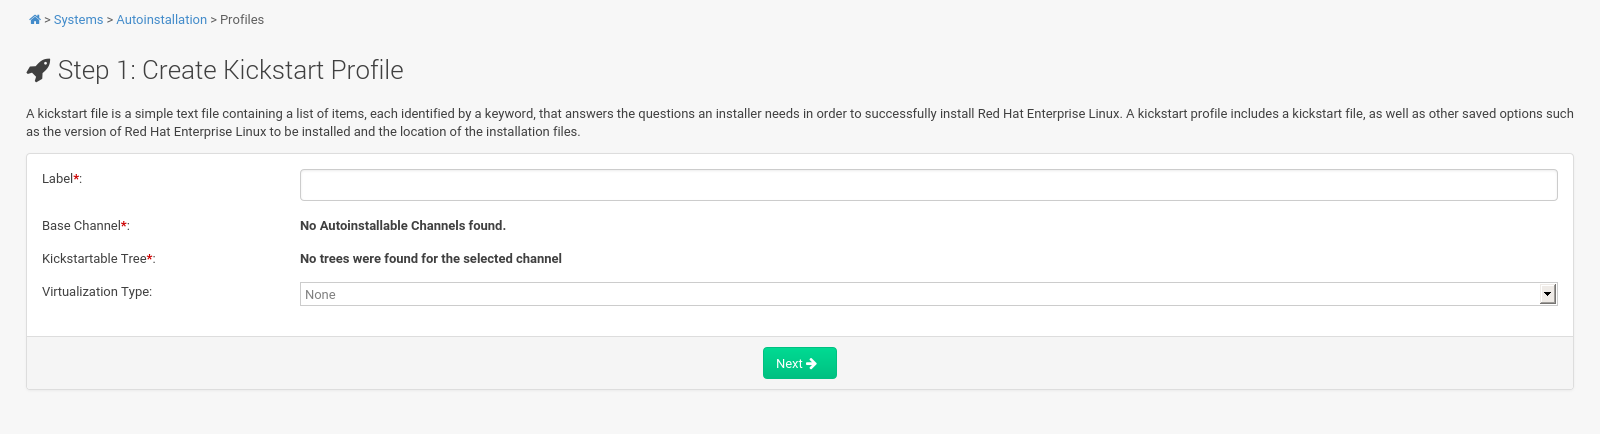 > Systems > Autoinstallation > Profiles
Step 1: Create Kickstart Profile
A kickstart file is a simple text file containing a list of items, each identified by a keyword, that answers the questions an installer needs in order to successfully install Red Hat Enterprise Linux. A kickstart profile includes a kickstart file, as well as other saved options such
as the version of Red Hat Enterprise Linux to be installed and the location of the installation files.
Label*:
Base Channel*: No Autoinstallable Channels found.
Kickstartable Tree*: No trees were found for the selected channel
Virtualization Type: None
Next